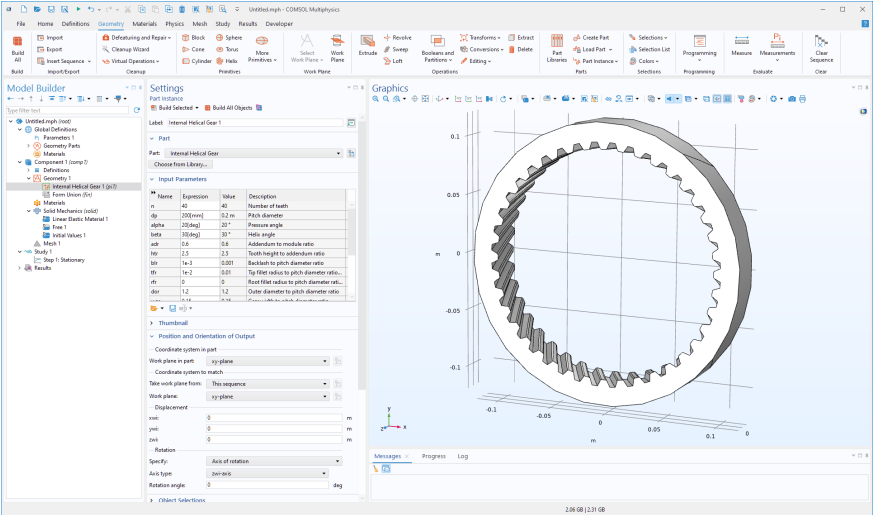 Untitled.mph - COMSOL Multiphysics
File Home Definitions Geometry Materials Physics Mesh Study Results Developer
Build All
Import
Export
Insert Sequence
Defeaturing and Repair
Cleanup Wizard
Virtual Operations
Block
Cone
Cylinder
Sphere
Torus
Helix
More Primitives
Select Work Plane
Work Plane
Extrude
Revolve
Sweep
Loft
Booleans and Partitions
Transforms
Conversions
Editing
Extract
Delete
Part Libraries
Create Part
Load Part
Part Instance
Selections
Selection List
Colors
Programming
Measure
Measurements
Clear Sequence
Build Import/Export Cleanup Primitives Work Plane Operations Parts Selections Programming Evaluate Clear
Model Builder
Type filter text
Untitled.mph (root)
Global Definitions
Parameters 1
Geometry Parts
Materials
Component 1 (comp1)
Definitions
Geometry 1
Internal Helical Gear 1 (pi1)
Form Union (fin)
Materials
Solid Mechanics (solid)
Linear Elastic Material 1
Free 1
Initial Values 1
Mesh 1
Study 1
Step 1: Stationary
Results
Settings
Part Instance
Build Selected Build All Objects
Label: Internal Helical Gear 1
Part
Part: Internal Helical Gear
Choose from Library...
Input Parameters
Name Expression Value Description
n 40 40 Number of teeth
dp 200[mm] 0.2 m Pitch diameter
alpha 20[deg] 20 ° Pressure angle
beta 30[deg] 30 ° Helix angle
adr 0.6 0.6 Addendum to module ratio
htr 2.5 2.5 Tooth height to addendum ratio
blr 1e-3 0.001 Backlash to pitch diameter ratio
tfr 1e-2 0.01 Tip fillet radius to pitch diameter ratio...
rfr 0 0 Root fillet radius to pitch diameter rati...
dor 1.2 1.2 Outer diameter to pitch diameter ratio
Thumbnail
Position and Orientation of Output
Coordinate system in part
Work plane in part: xy-plane
Coordinate system to match
Take work plane from: This sequence
Work plane: xy-plane
Displacement
xwi: 0 m
ywi: 0 m
zwi: 0 m
Rotation
Specify: Axis of rotation
Axis type: zwi-axis
Rotation angle: 0 deg
Object Selections
Graphics
0.1
0.05
m 0
-0.05
-0.1
-0.1
-0.05
0
0.05
0.1
0
m
y
z x
Messages Progress Log
2.06 GB | 2.31 GB